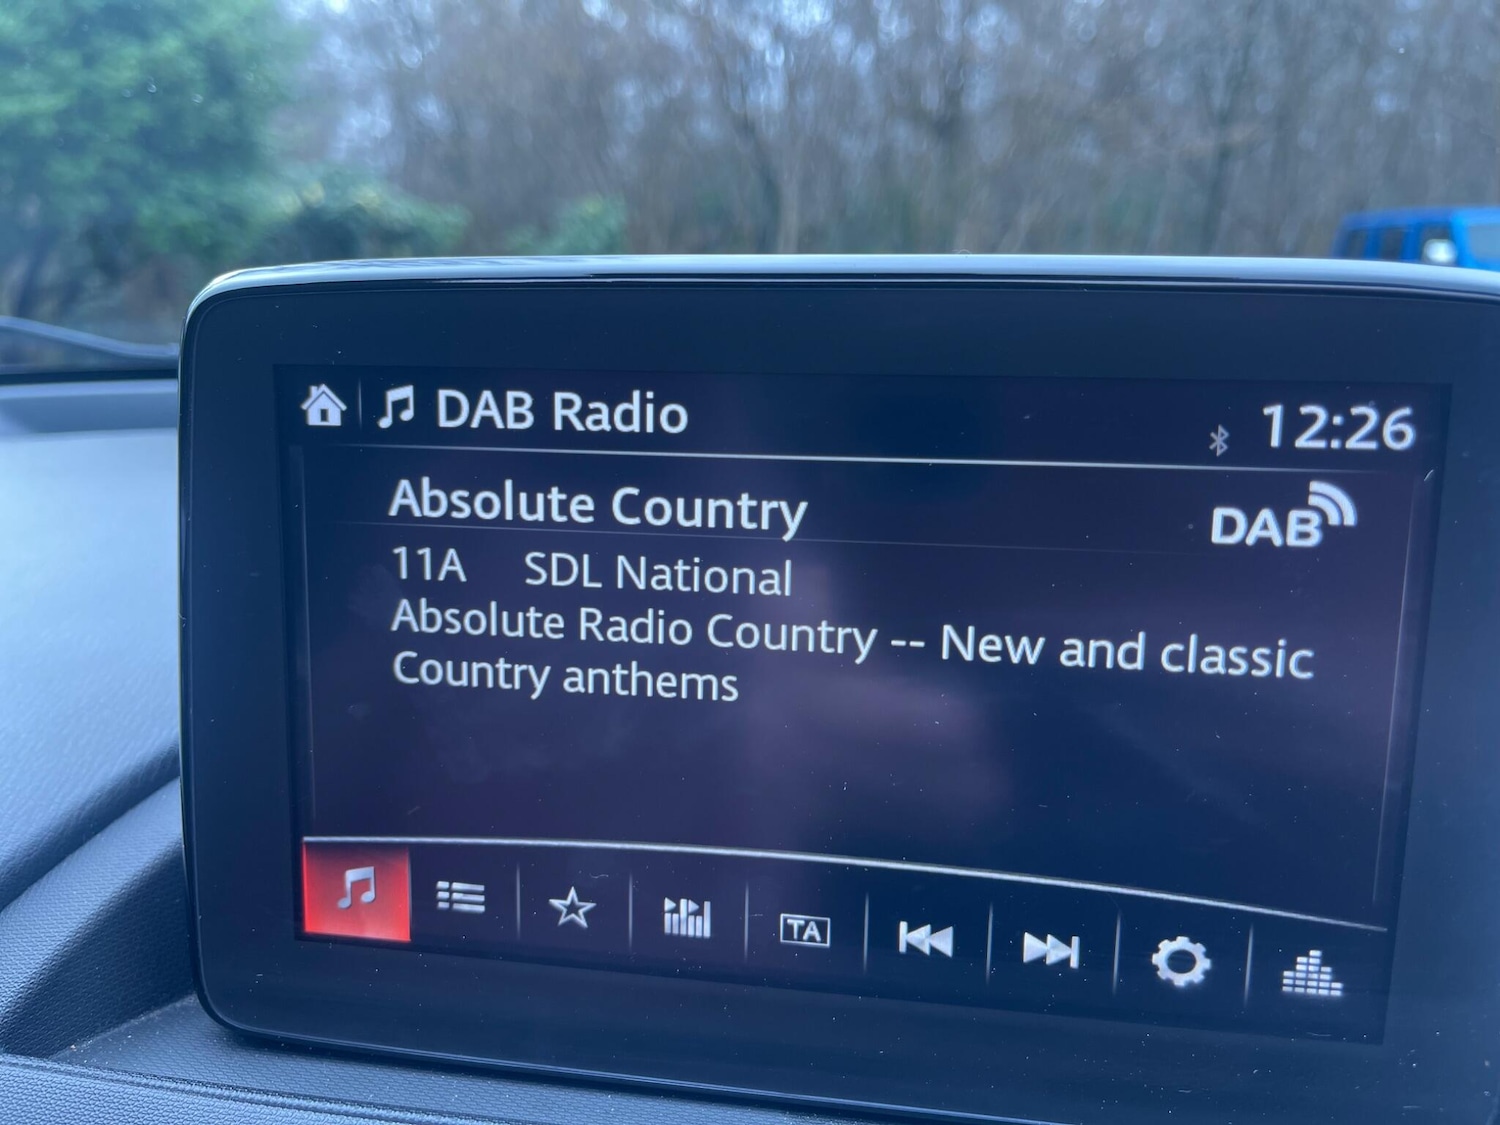 DAB Radio
12:26
Absolute Country
DAB
11A SDL National
Absolute Radio Country -- New and classic
Country anthems
TA